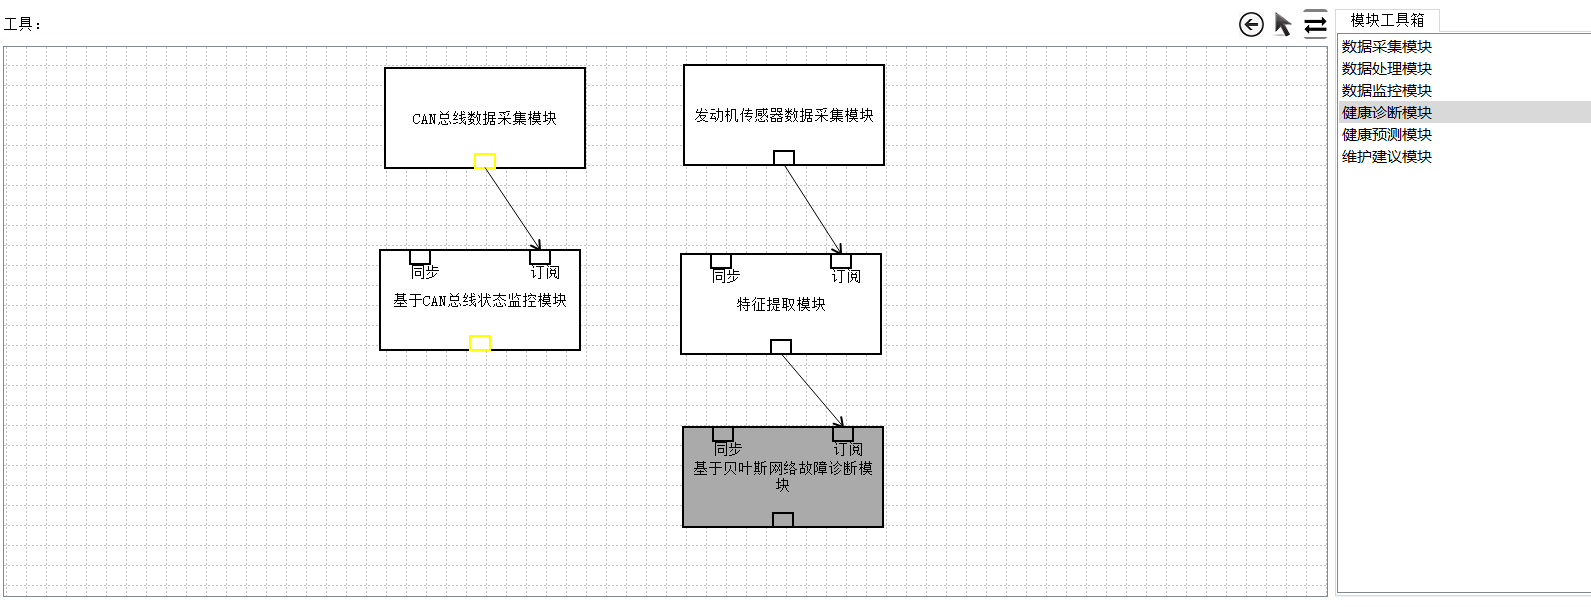 工具：
模块工具箱
数据采集模块
数据处理模块
数据监控模块
健康诊断模块
健康预测模块
维护建议模块
CAN总线数据采集模块
发动机传感器数据采集模块
同步
订阅
基于CAN总线状态监控模块
同步
订阅
特征提取模块
同步
订阅
基于贝叶斯网络故障诊断模
块